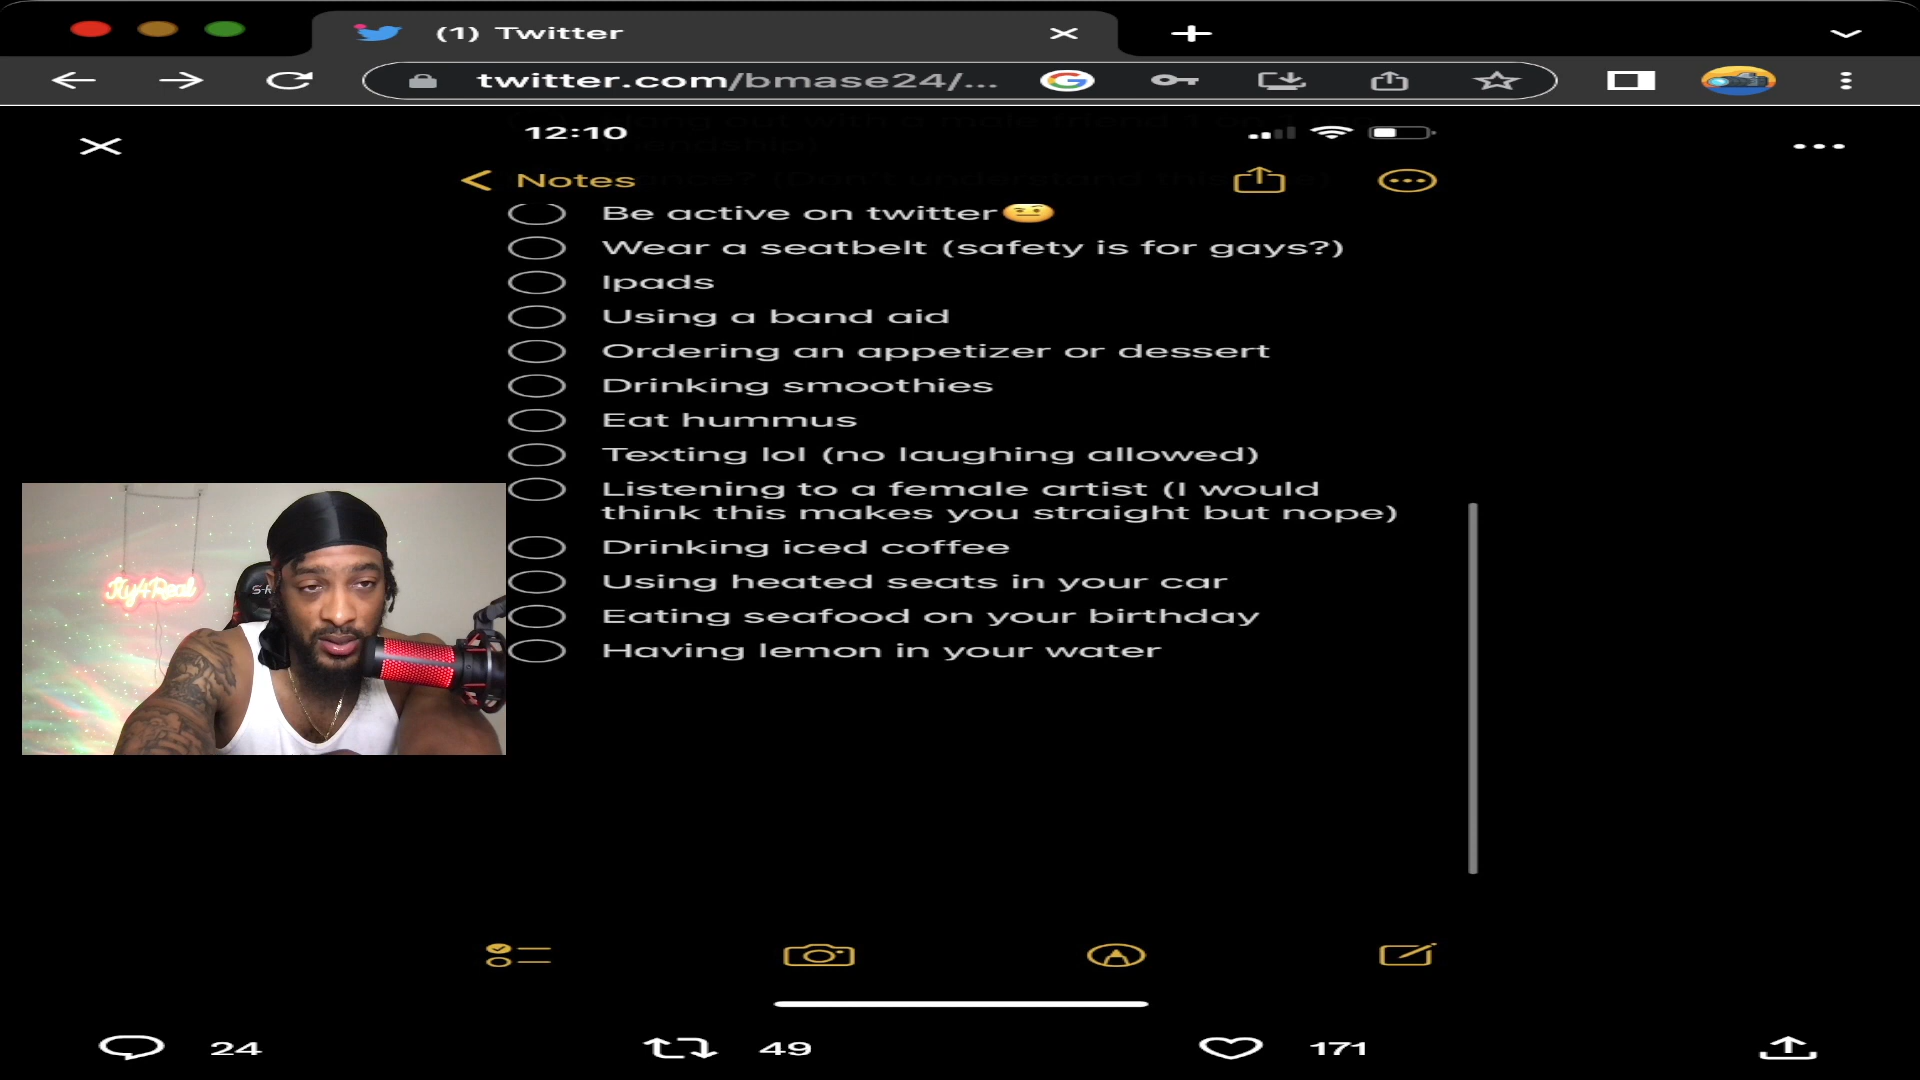 (1) Twitter
twitter.com/bmase24/...
12:10
Notes
Be active on twitter🤨
Wear a seatbelt (safety is for gays?)
Ipads
Using a band aid
Ordering an appetizer or dessert
Drinking smoothies
Eat hummus
Texting lol (no laughing allowed)
Listening to a female artist (I would
think this makes you straight but nope)
Drinking iced coffee
Using heated seats in your car
Eating seafood on your birthday
Having lemon in your water
24
49
171